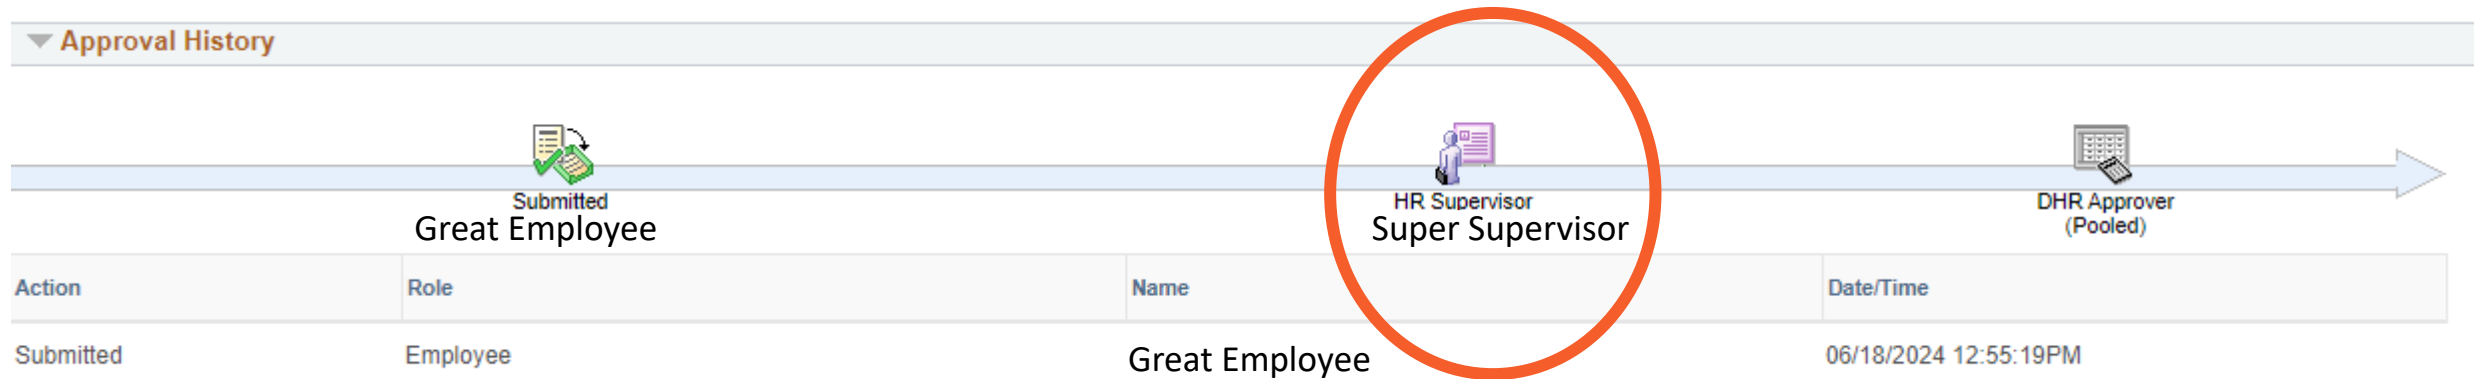 Approval History
Submitted
Great Employee
HR Supervisor
Super Supervisor
DHR Approver
(Pooled)
Action Role Name Date/Time
Submitted Employee Great Employee 06/18/2024 12:55:19PM